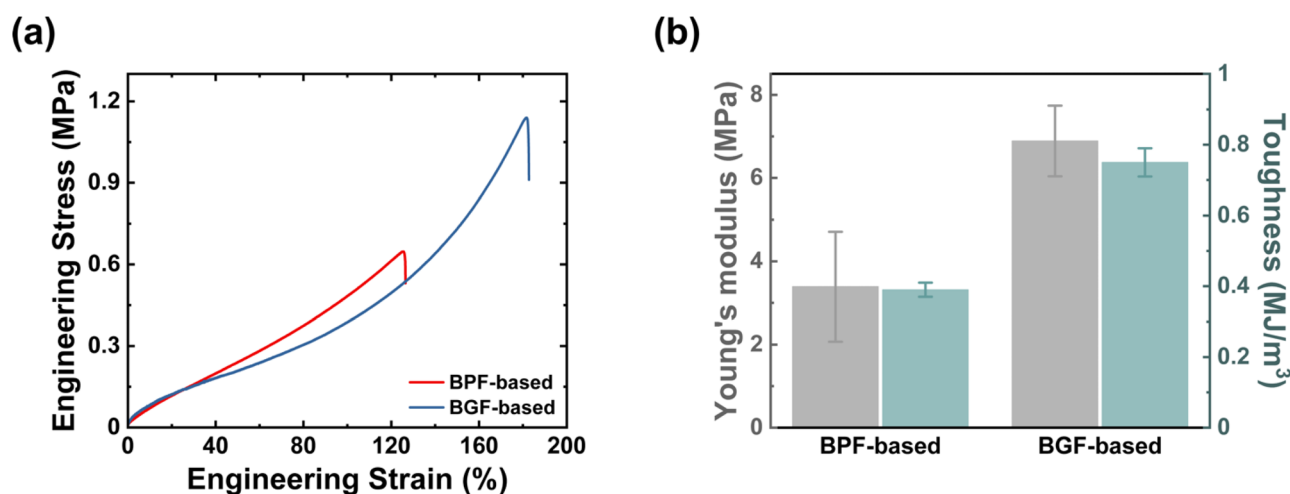 (a)
Engineering Stress (MPa)
1.2
0.9
0.6
0.3
0
BPF-based
BGF-based
0 40 80 120 160 200
Engineering Strain (%)
(b)
Young's modulus (MPa)
8
6
4
2
0
BPF-based BGF-based
1
0.8
0.6
0.4
0.2
0
Toughness (MJ/m³)